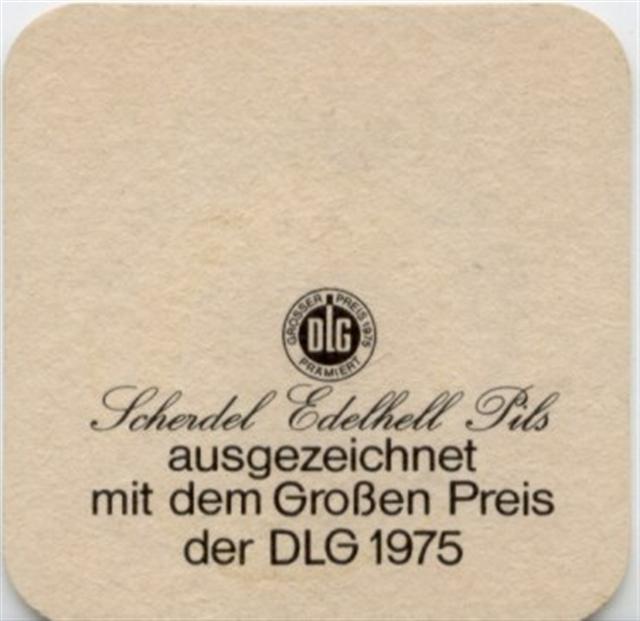 GROSSER PREIS 1975
DLG
PRÄMIERT
Scherdel Edelhell Pils
ausgezeichnet
mit dem Großen Preis
der DLG 1975